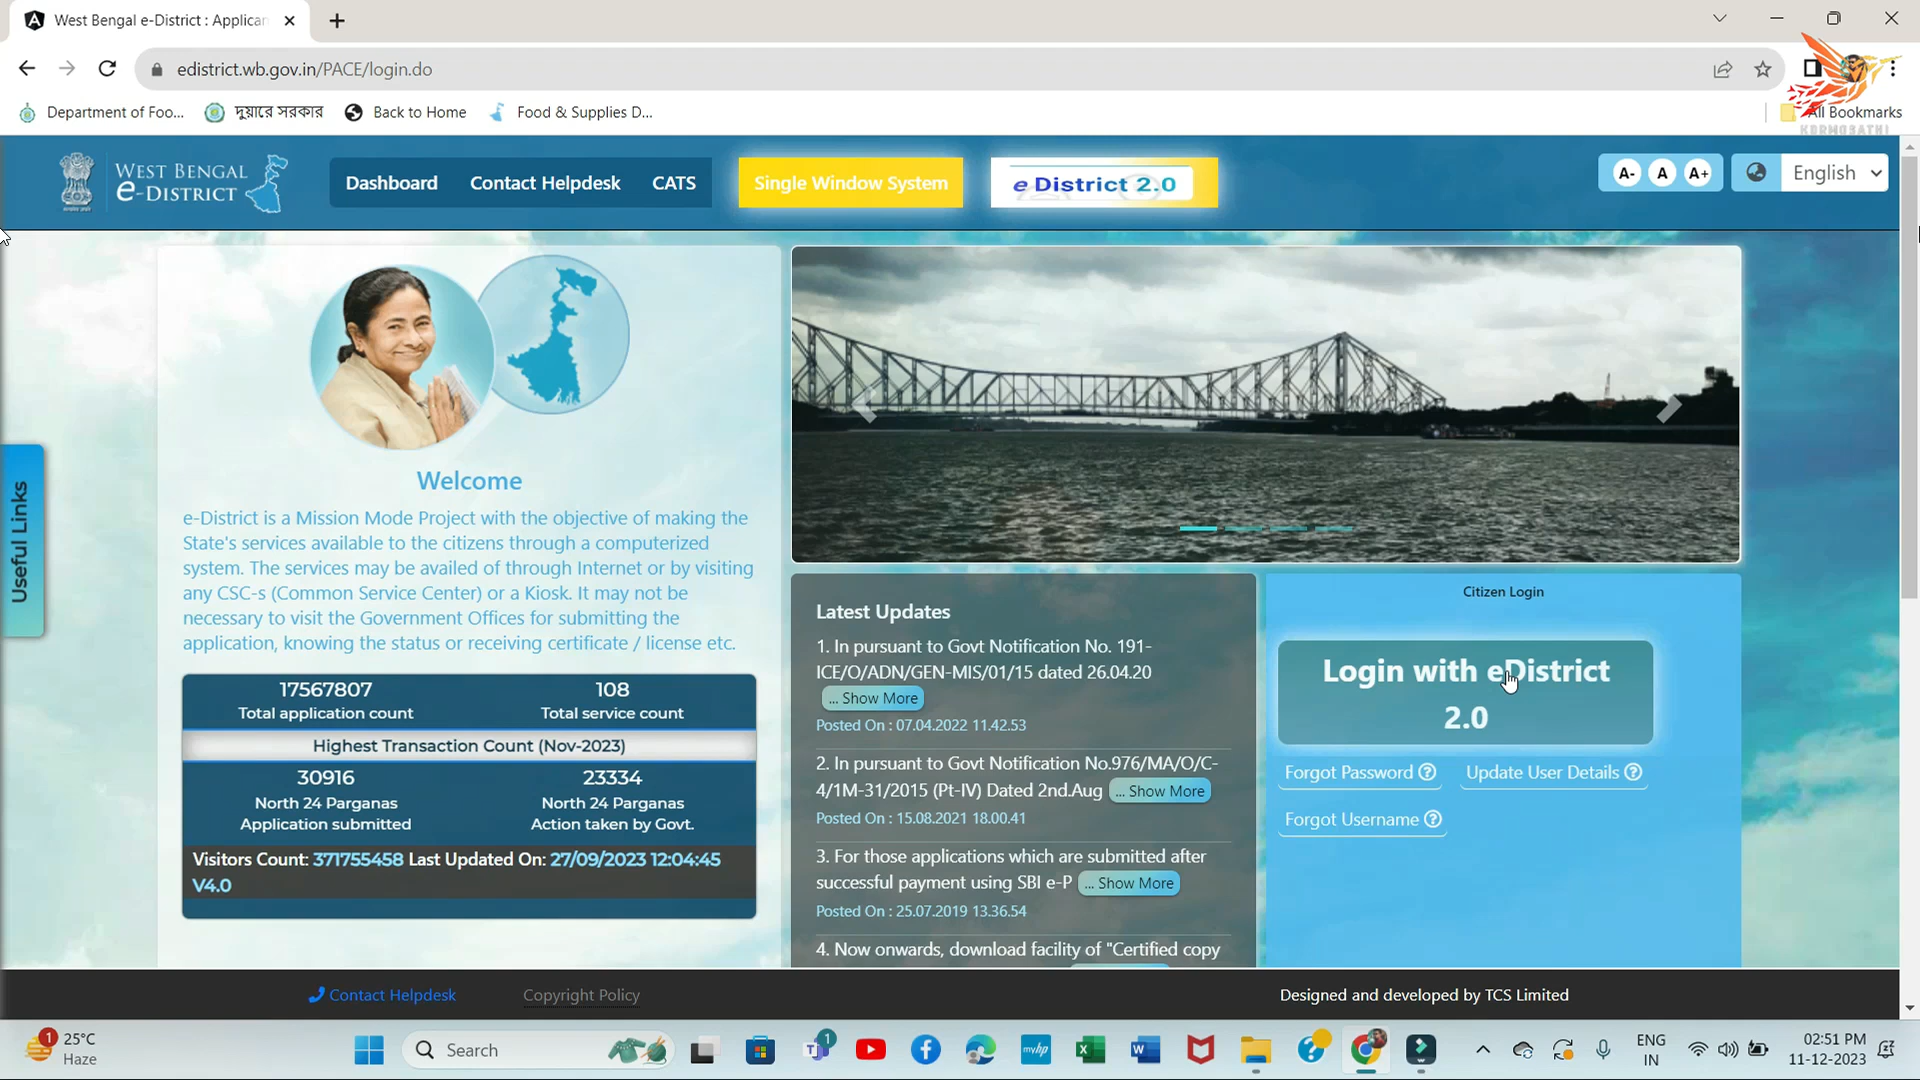 West Bengal e-District : Applican
edistrict.wb.gov.in/PACE/login.do
Department of Foo...
দুয়ারে সরকার
Back to Home
Food & Supplies D...
All Bookmarks
KORMOSATHI
WEST BENGAL
e-DISTRICT
Dashboard
Contact Helpdesk
CATS
Single Window System
e District 2.0
A-
A
A+
English
Useful Links
Welcome
e-District is a Mission Mode Project with the objective of making the
State's services available to the citizens through a computerized
system. The services may be availed of through Internet or by visiting
any CSC-s (Common Service Center) or a Kiosk. It may not be
necessary to visit the Government Offices for submitting the
application, knowing the status or receiving certificate / license etc.
17567807
Total application count
108
Total service count
Highest Transaction Count (Nov-2023)
30916
North 24 Parganas
Application submitted
23334
North 24 Parganas
Action taken by Govt.
Visitors Count: 371755458 Last Updated On: 27/09/2023 12:04:45
V4.0
Latest Updates
1. In pursuant to Govt Notification No. 191-
ICE/O/ADN/GEN-MIS/01/15 dated 26.04.20
... Show More
Posted On : 07.04.2022 11.42.53
2. In pursuant to Govt Notification No.976/MA/O/C-
4/1M-31/2015 (Pt-IV) Dated 2nd.Aug ... Show More
Posted On : 15.08.2021 18.00.41
3. For those applications which are submitted after
successful payment using SBI e-P ... Show More
Posted On : 25.07.2019 13.36.54
4. Now onwards, download facility of "Certified copy
Citizen Login
Login with eDistrict
2.0
Forgot Password
Update User Details
Forgot Username
Contact Helpdesk
Copyright Policy
Designed and developed by TCS Limited
1
25°C
Haze
Search
1
myhp
ENG
IN
02:51 PM
11-12-2023